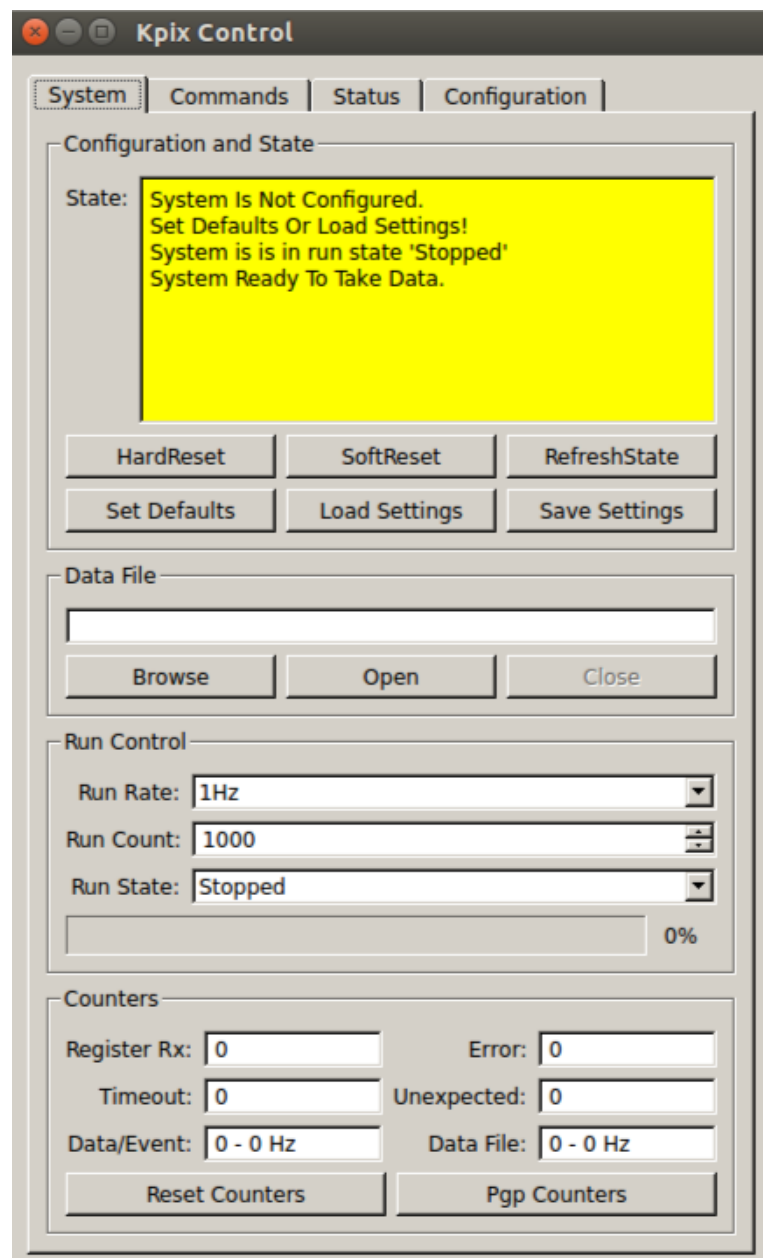 Kpix Control
System Commands Status Configuration
Configuration and State
State: System Is Not Configured.
Set Defaults Or Load Settings!
System is is in run state 'Stopped'
System Ready To Take Data.
HardReset SoftReset RefreshState
Set Defaults Load Settings Save Settings
Data File
Browse Open Close
Run Control
Run Rate: 1Hz
Run Count: 1000
Run State: Stopped
0%
Counters
Register Rx: 0 Error: 0
Timeout: 0 Unexpected: 0
Data/Event: 0 - 0 Hz Data File: 0 - 0 Hz
Reset Counters Pgp Counters